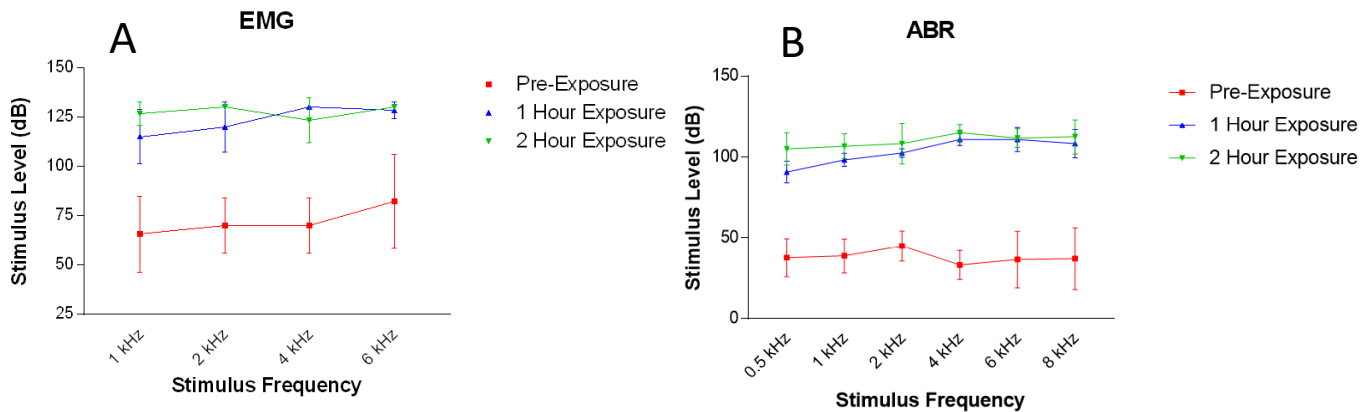 A
EMG
Stimulus Level (dB)
150
125
100
75
50
25
1 kHz
2 kHz
4 kHz
6 kHz
Stimulus Frequency
Pre-Exposure
1 Hour Exposure
2 Hour Exposure
B
ABR
Stimulus Level (dB)
150
100
50
0
0.5 kHz
1 kHz
2 kHz
4 kHz
6 kHz
8 kHz
Stimulus Frequency
Pre-Exposure
1 Hour Exposure
2 Hour Exposure